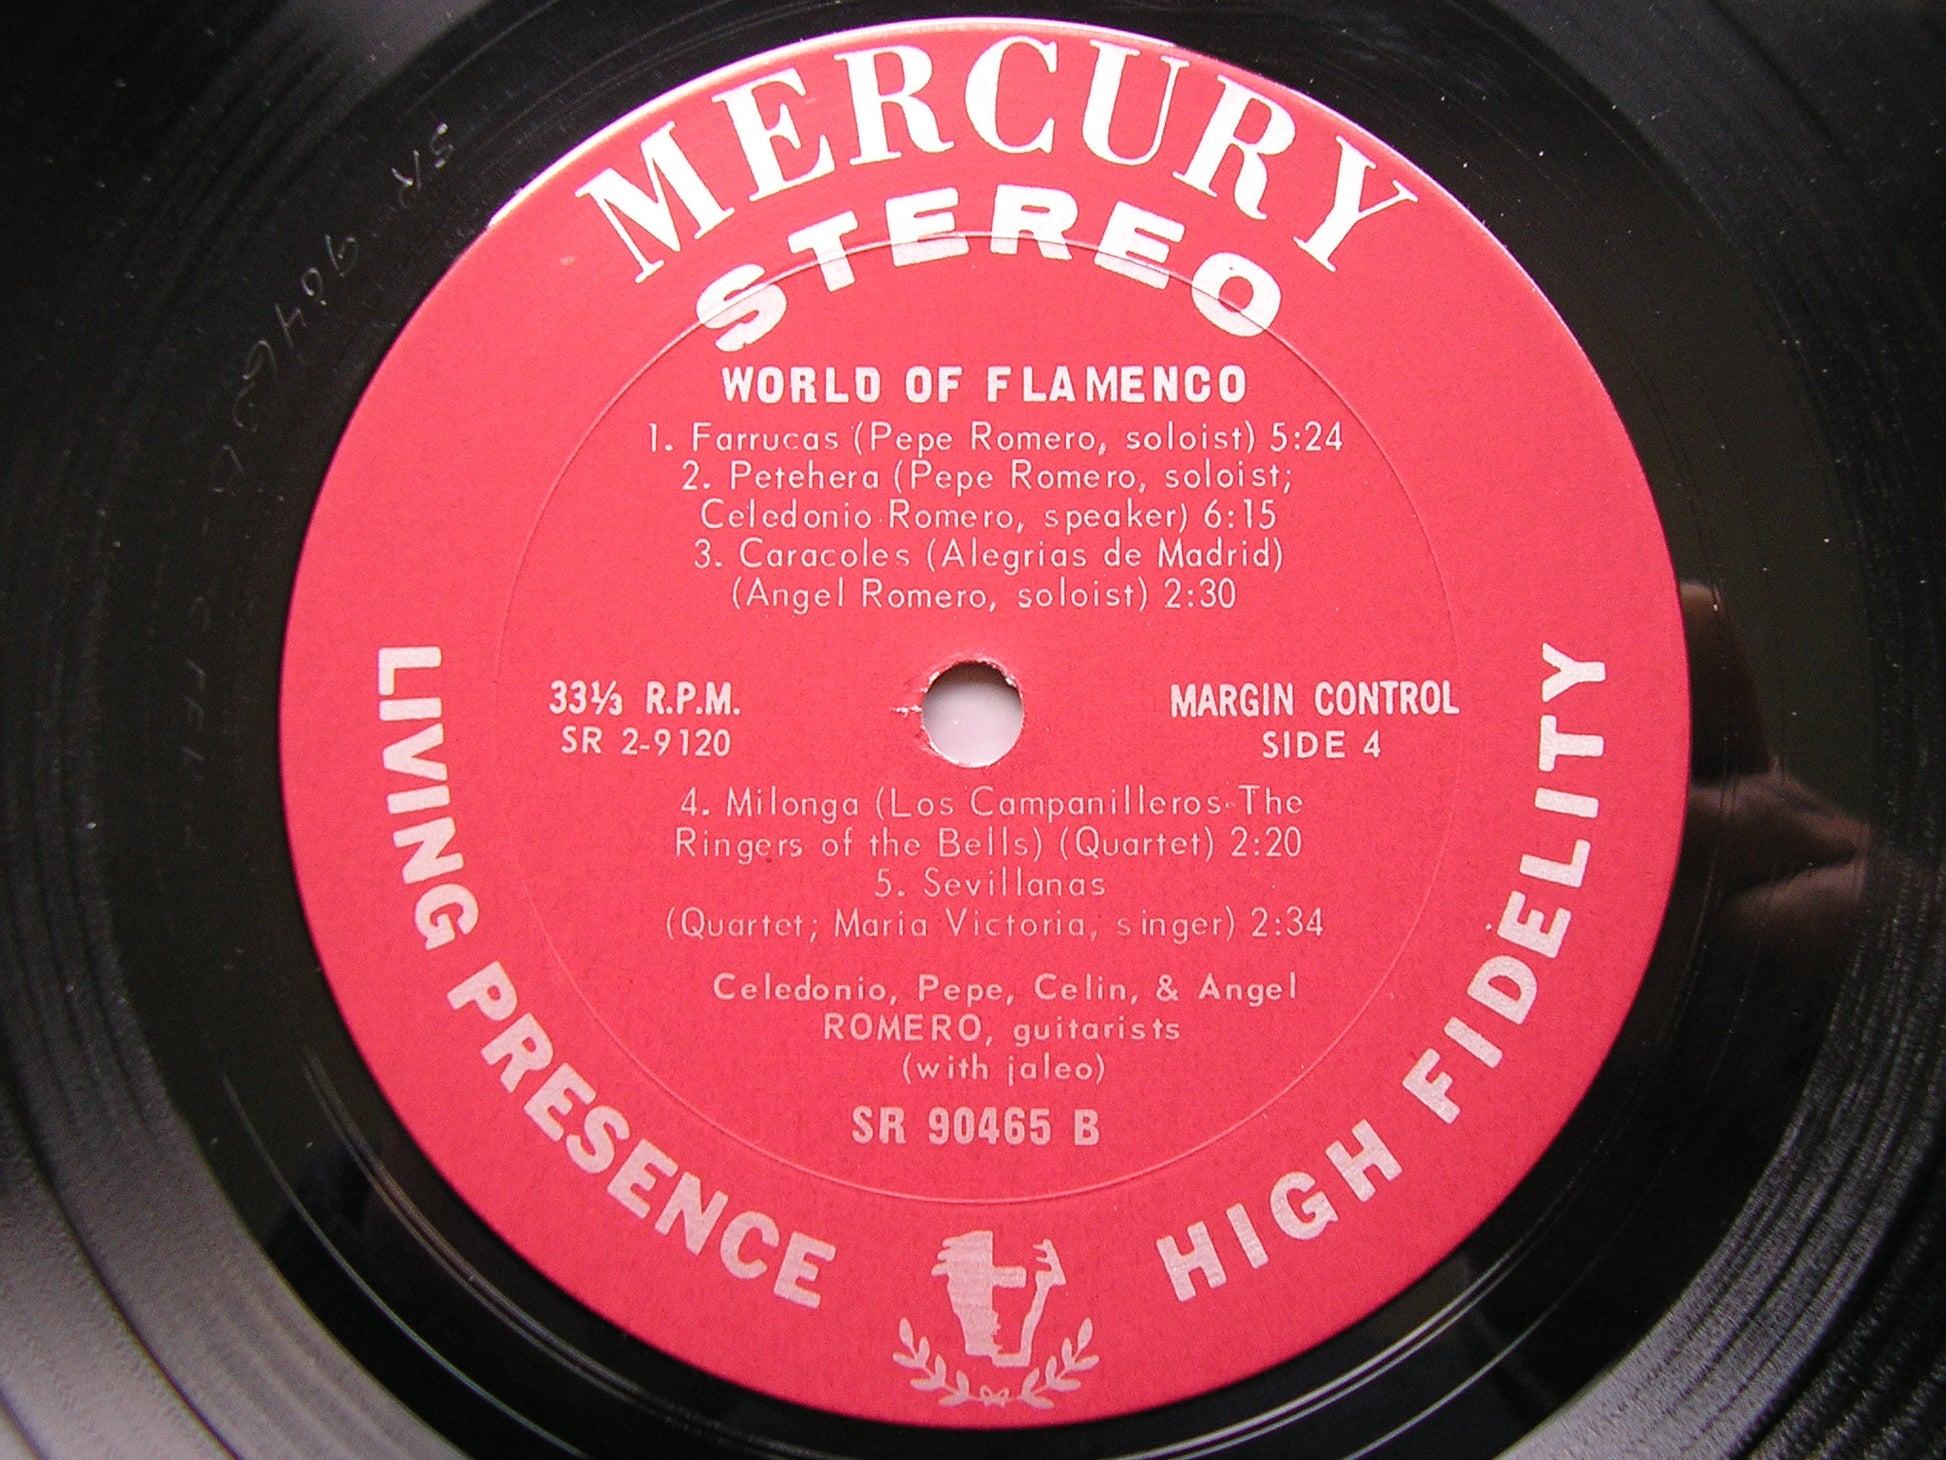 MERCURY
STEREO
WORLD OF FLAMENCO
1. Farrucas (Pepe Romero, soloist) 5:24
2. Petehera (Pepe Romero, soloist;
Celedonio Romero, speaker) 6:15
3. Caracoles (Alegrias de Madrid)
(Angel Romero, soloist) 2:30
33⅓ R.P.M.
SR 2-9120
MARGIN CONTROL
SIDE 4
4. Milonga (Los Campanilleros-The
Ringers of the Bells) (Quartet) 2:20
5. Sevillanas
(Quartet; Maria Victoria, singer) 2:34
Celedonio, Pepe, Celin, & Angel
ROMERO, guitarists
(with jaleo)
SR 90465 B
LIVING PRESENCE
HIGH FIDELITY